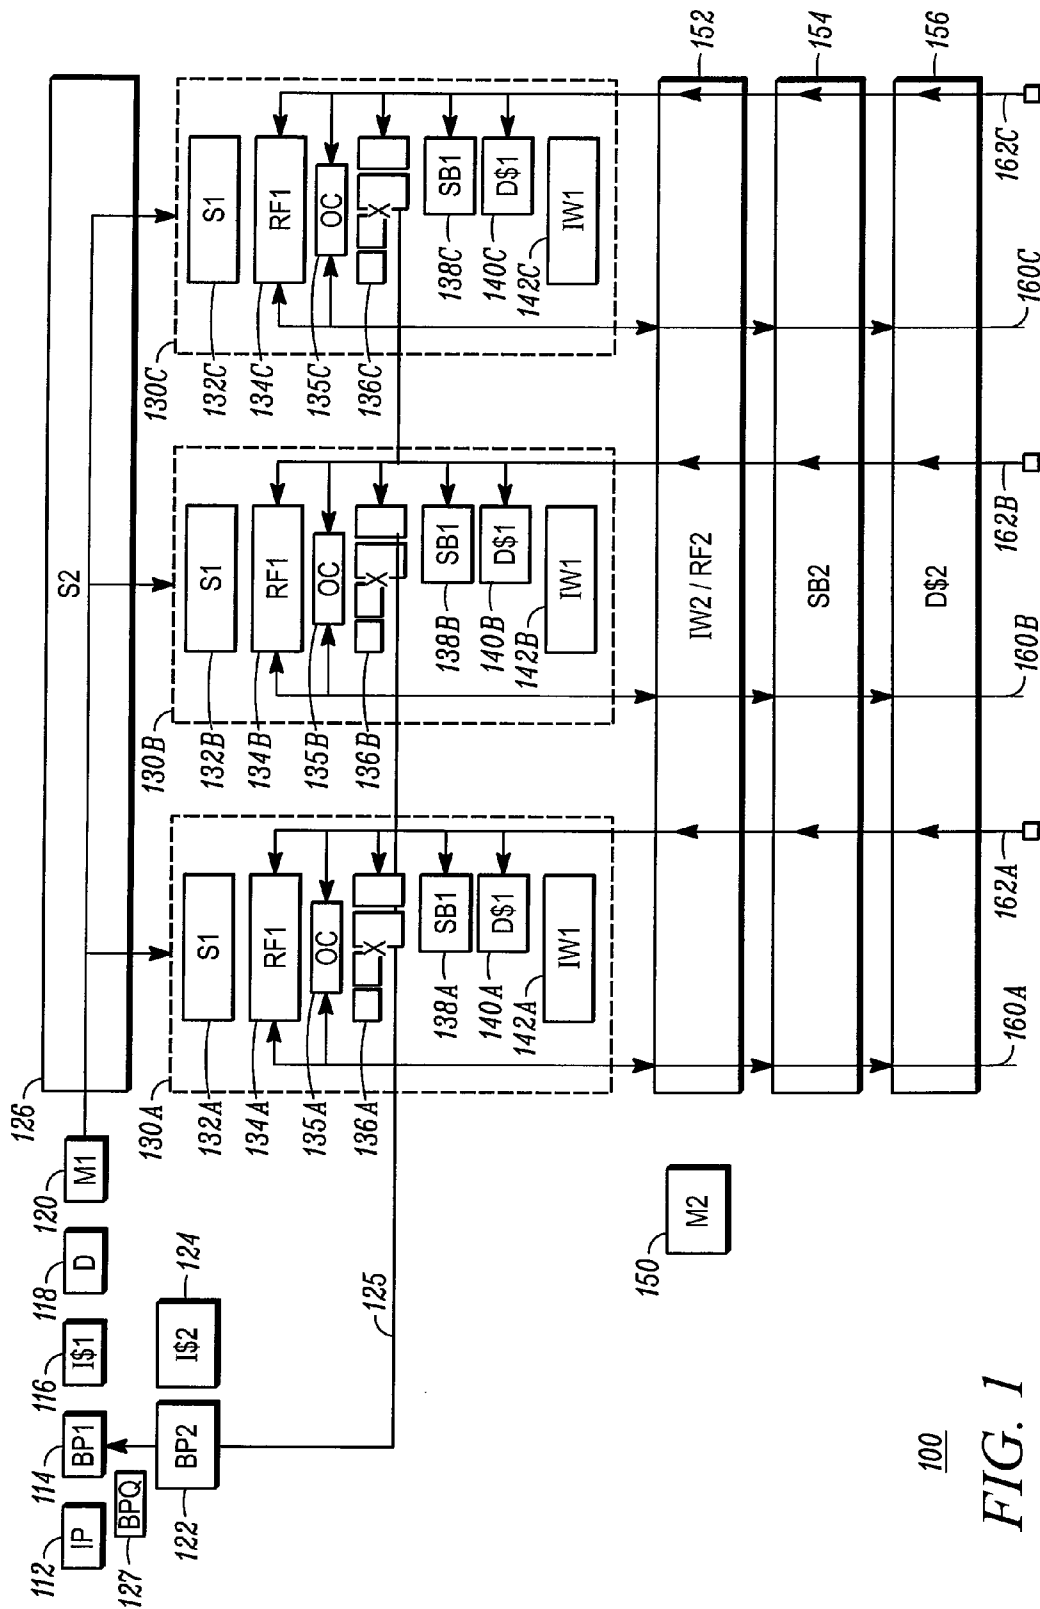 126
S2
112
IP
114
BP1
116
I$1
118
D
120
M1
127
BPQ
122
BP2
I$2
124
125
130A
132A
S1
134A
RF1
135A
OC
136A
X
138A
SB1
140A
D$1
142A
IW1
130B
132B
S1
134B
RF1
135B
OC
136B
X
138B
SB1
140B
D$1
142B
IW1
130C
132C
S1
134C
RF1
135C
OC
136C
X
138C
SB1
140C
D$1
142C
IW1
150
M2
IW2 / RF2
152
SB2
154
D$2
156
160A
162A
160B
162B
160C
162C
100
FIG. 1